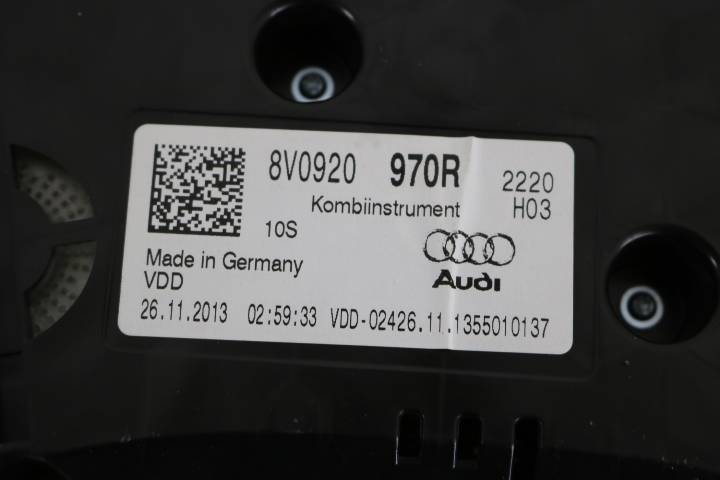 8V0920 970R 2220
Kombiinstrument H03
10S
Made in Germany
Audi
VDD
26.11.2013 02:59:33 VDD-02426.11.1355010137